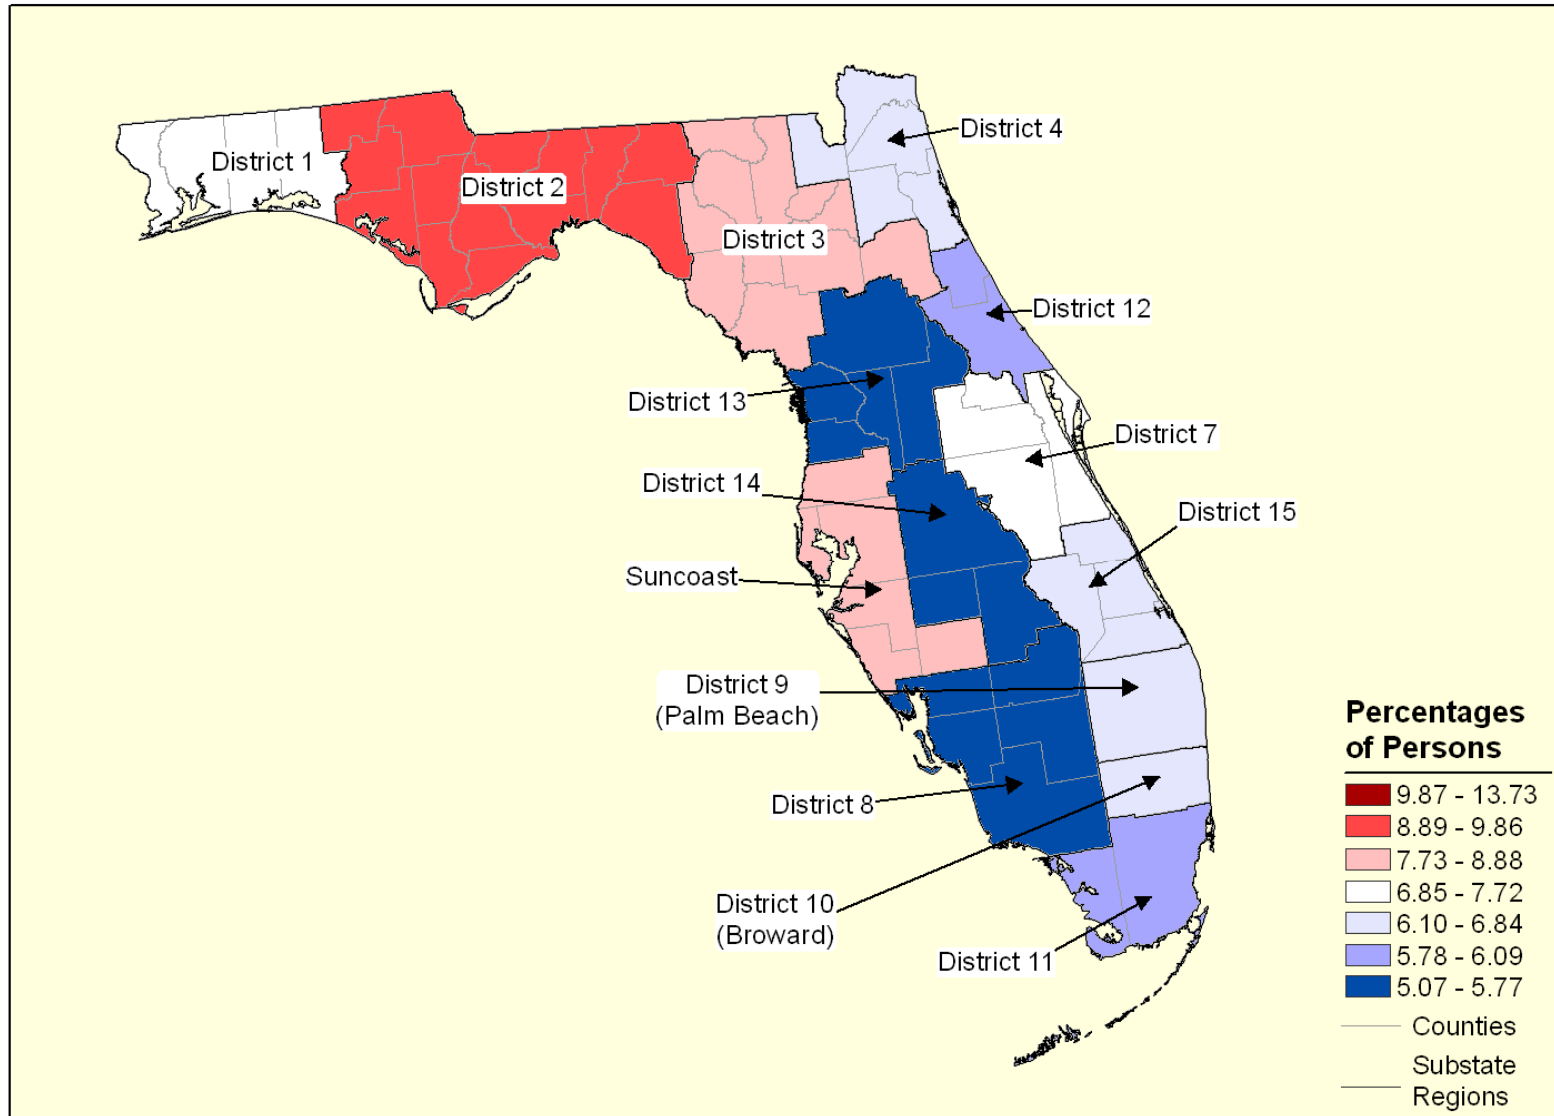 District 4
District 1
District 2
District 3
District 12
District 13
District 7
District 14
District 15
Suncoast
District 9
(Palm Beach)
District 8
District 10
(Broward)
District 11
Percentages
of Persons
9.87 - 13.73
8.89 - 9.86
7.73 - 8.88
6.85 - 7.72
6.10 - 6.84
5.78 - 6.09
5.07 - 5.77
Counties
Substate
Regions